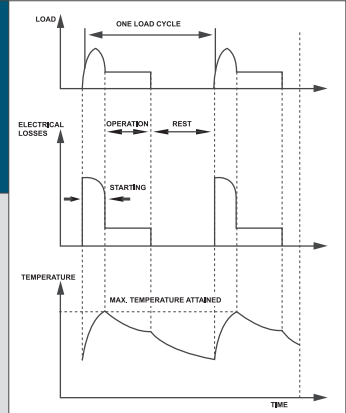 LOAD
ONE LOAD CYCLE
ELECTRICAL
LOSSES
OPERATION
REST
STARTING
TEMPERATURE
MAX. TEMPERATURE ATTAINED
TIME